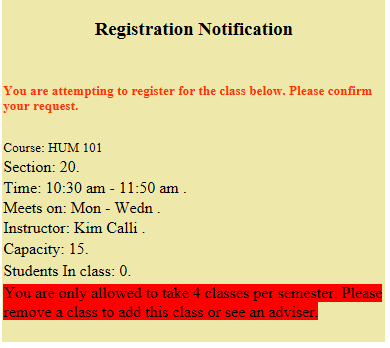 Registration Notification
You are attempting to register for the class below. Please confirm
your request.
Course: HUM 101
Section: 20.
Time: 10:30 am - 11:50 am .
Meets on: Mon - Wedn .
Instructor: Kim Calli .
Capacity: 15.
Students In class: 0.
You are only allowed to take 4 classes per semester. Please
remove a class to add this class or see an adviser.